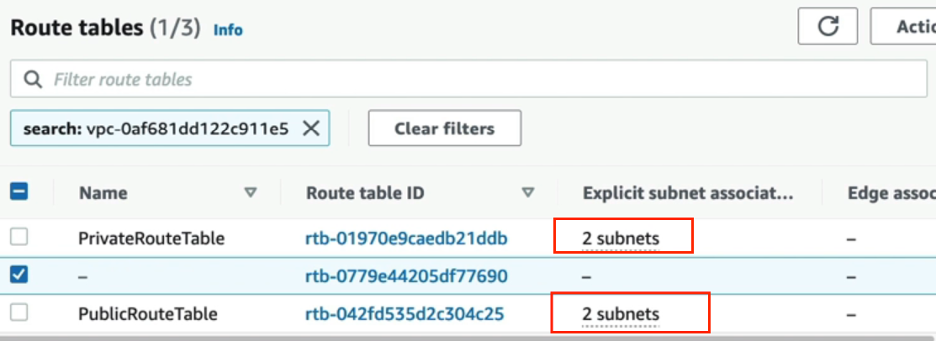 Route tables (1/3) Info
Actio
Filter route tables
search: vpc-0af681dd122c911e5 Clear filters
Name Route table ID Explicit subnet associat... Edge assoc
PrivateRouteTable rtb-01970e9caedb21ddb 2 subnets –
– rtb-0779e44205df77690 – –
PublicRouteTable rtb-042fd535d2c304c25 2 subnets –